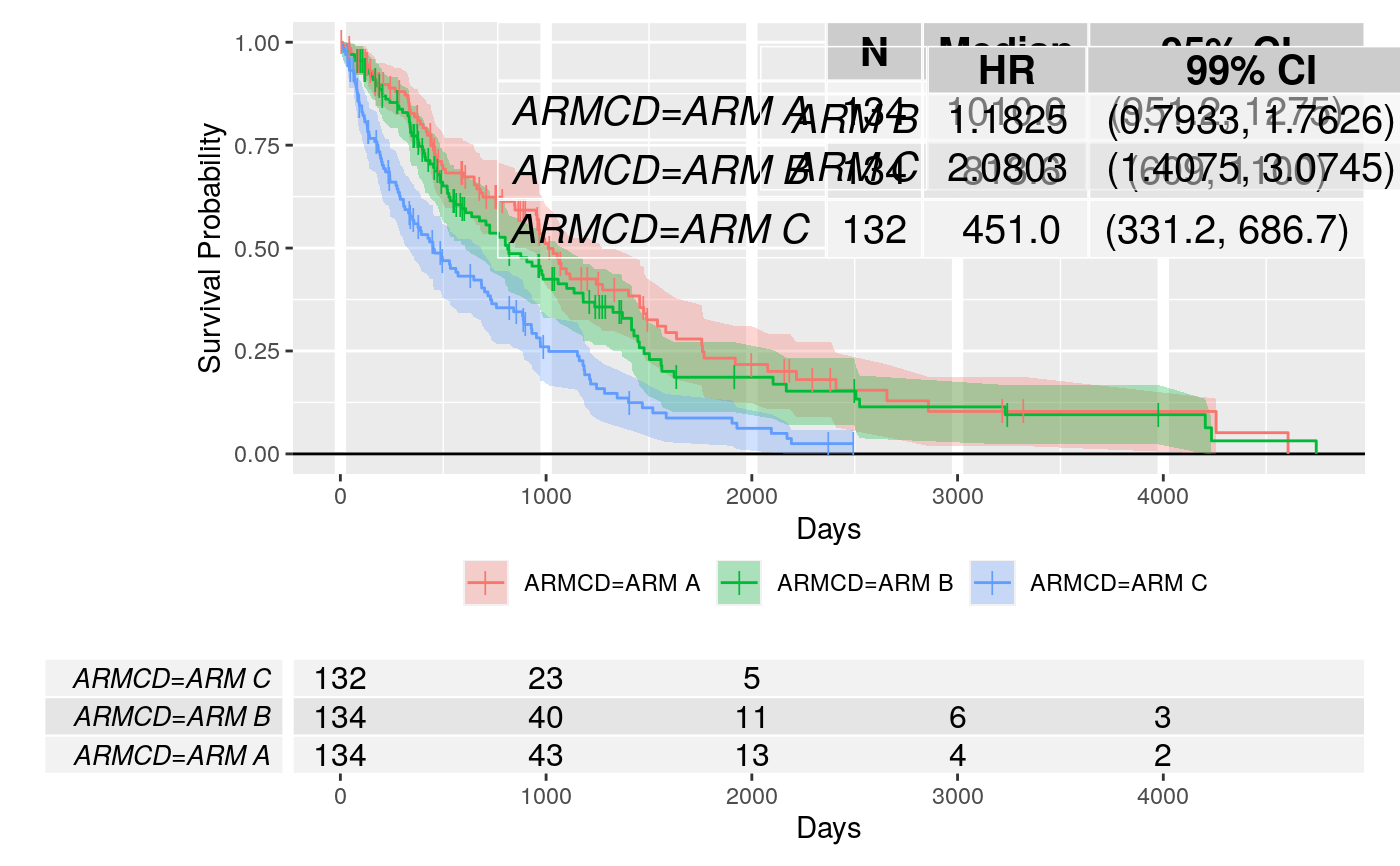 N Median 95% CI
HR 99% CI
1.00
ARMCD=ARM A 134
ARM B 1.1825 (0.7933, 1.7626)
0.75
ARMCD=ARM B 134
ARM C 2.0803 (1.4075, 3.0745)
ARMCD=ARM C 132 451.0 (331.2, 686.7)
0.50
0.25
0.00
Survival Probability
0 1000 2000 3000 4000
Days
ARMCD=ARM A ARMCD=ARM B ARMCD=ARM C
ARMCD=ARM C 132 23 5
ARMCD=ARM B 134 40 11 6 3
ARMCD=ARM A 134 43 13 4 2
0 1000 2000 3000 4000
Days